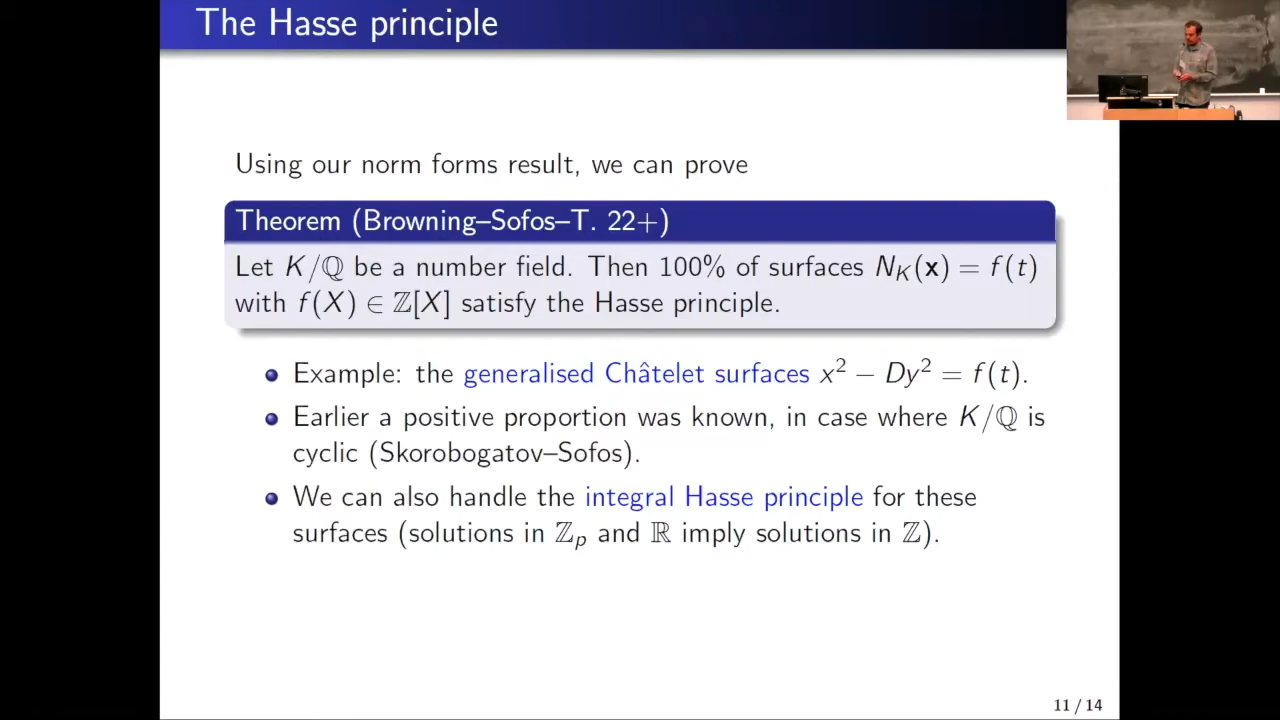 The Hasse principle
Using our norm forms result, we can prove
Theorem (Browning–Sofos–T. 22+)
Let K/ℚ be a number field. Then 100% of surfaces N_K(𝐱) = f(t)
with f(X) ∈ ℤ[X] satisfy the Hasse principle.
Example: the generalised Châtelet surfaces x² − Dy² = f(t).
Earlier a positive proportion was known, in case where K/ℚ is
cyclic (Skorobogatov–Sofos).
We can also handle the integral Hasse principle for these
surfaces (solutions in ℤ_p and ℝ imply solutions in ℤ).
11 / 14